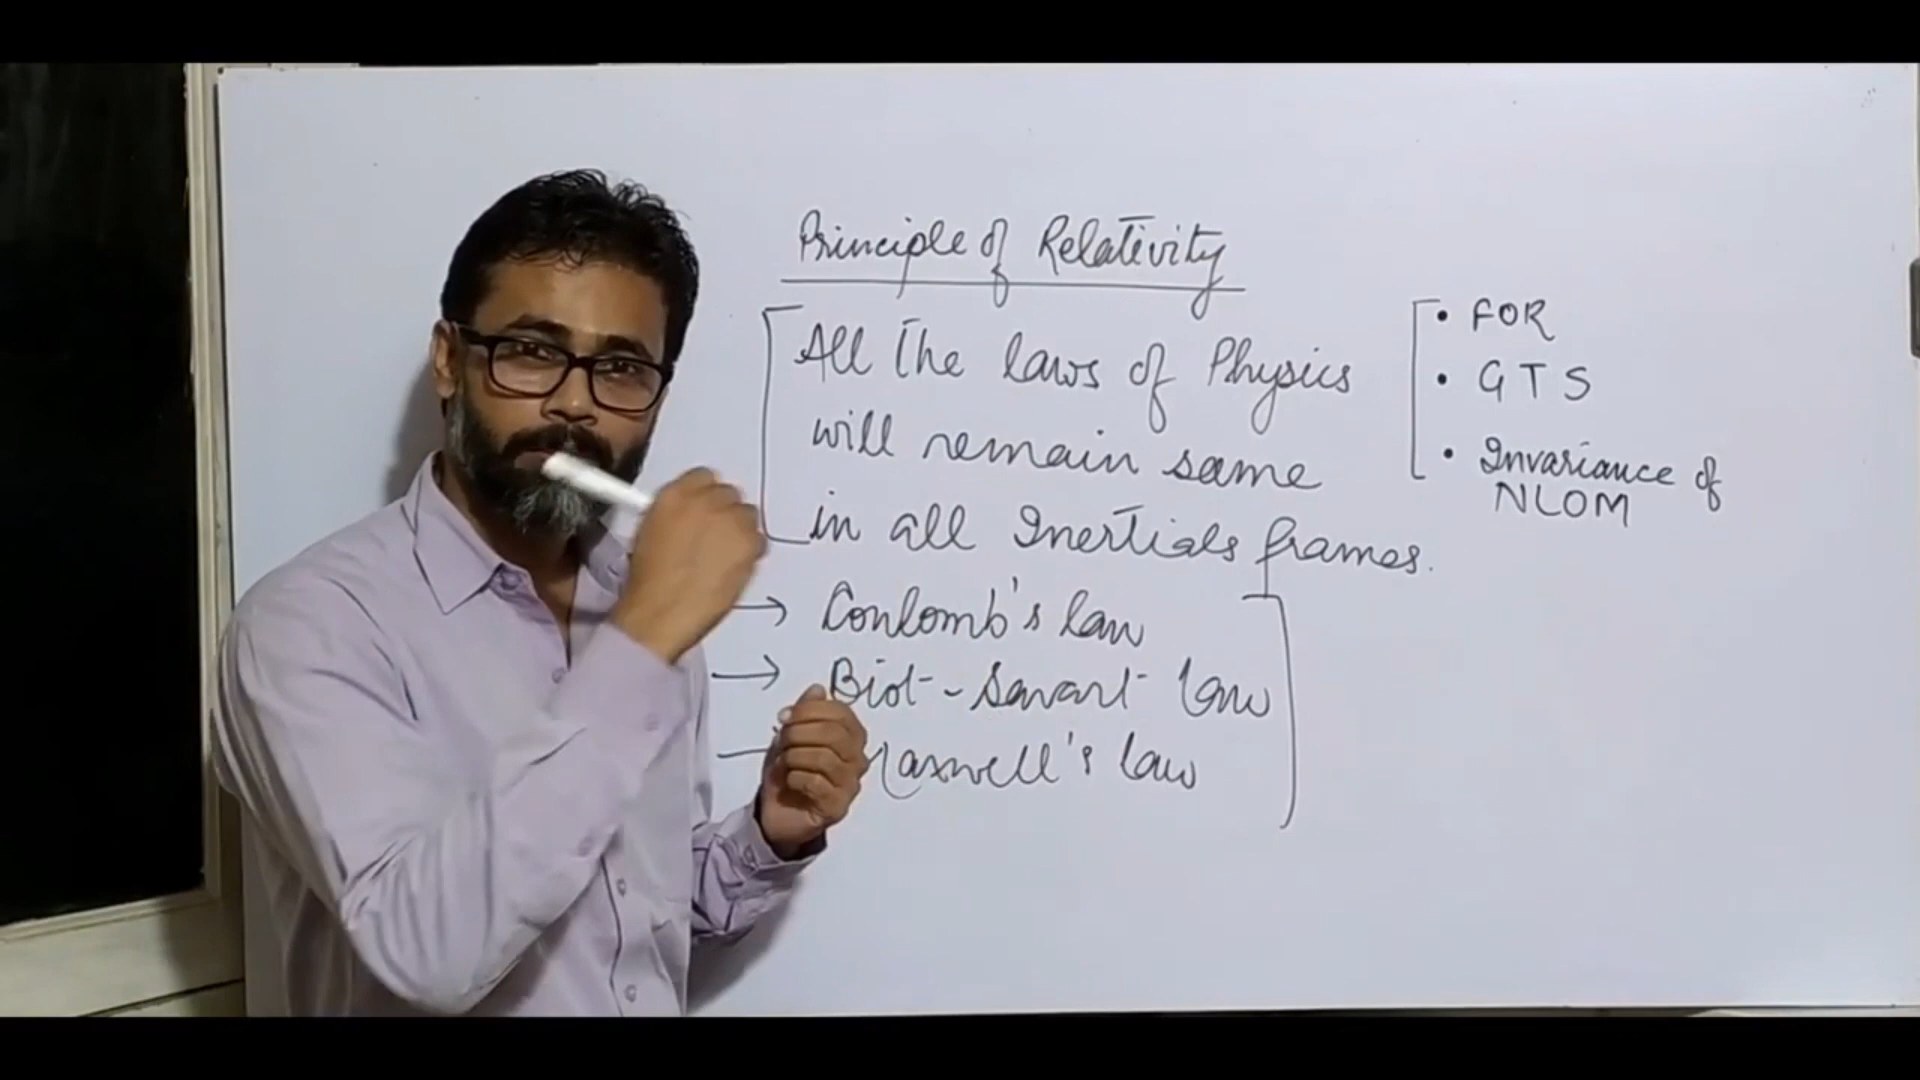 Principle of Relativity
All the laws of Physics
will remain same
in all Inertials frames.
→ Coulomb's law
→ Biot-Savart law
Maxwell's law
• FOR
• GTS
• Invariance of
NLOM